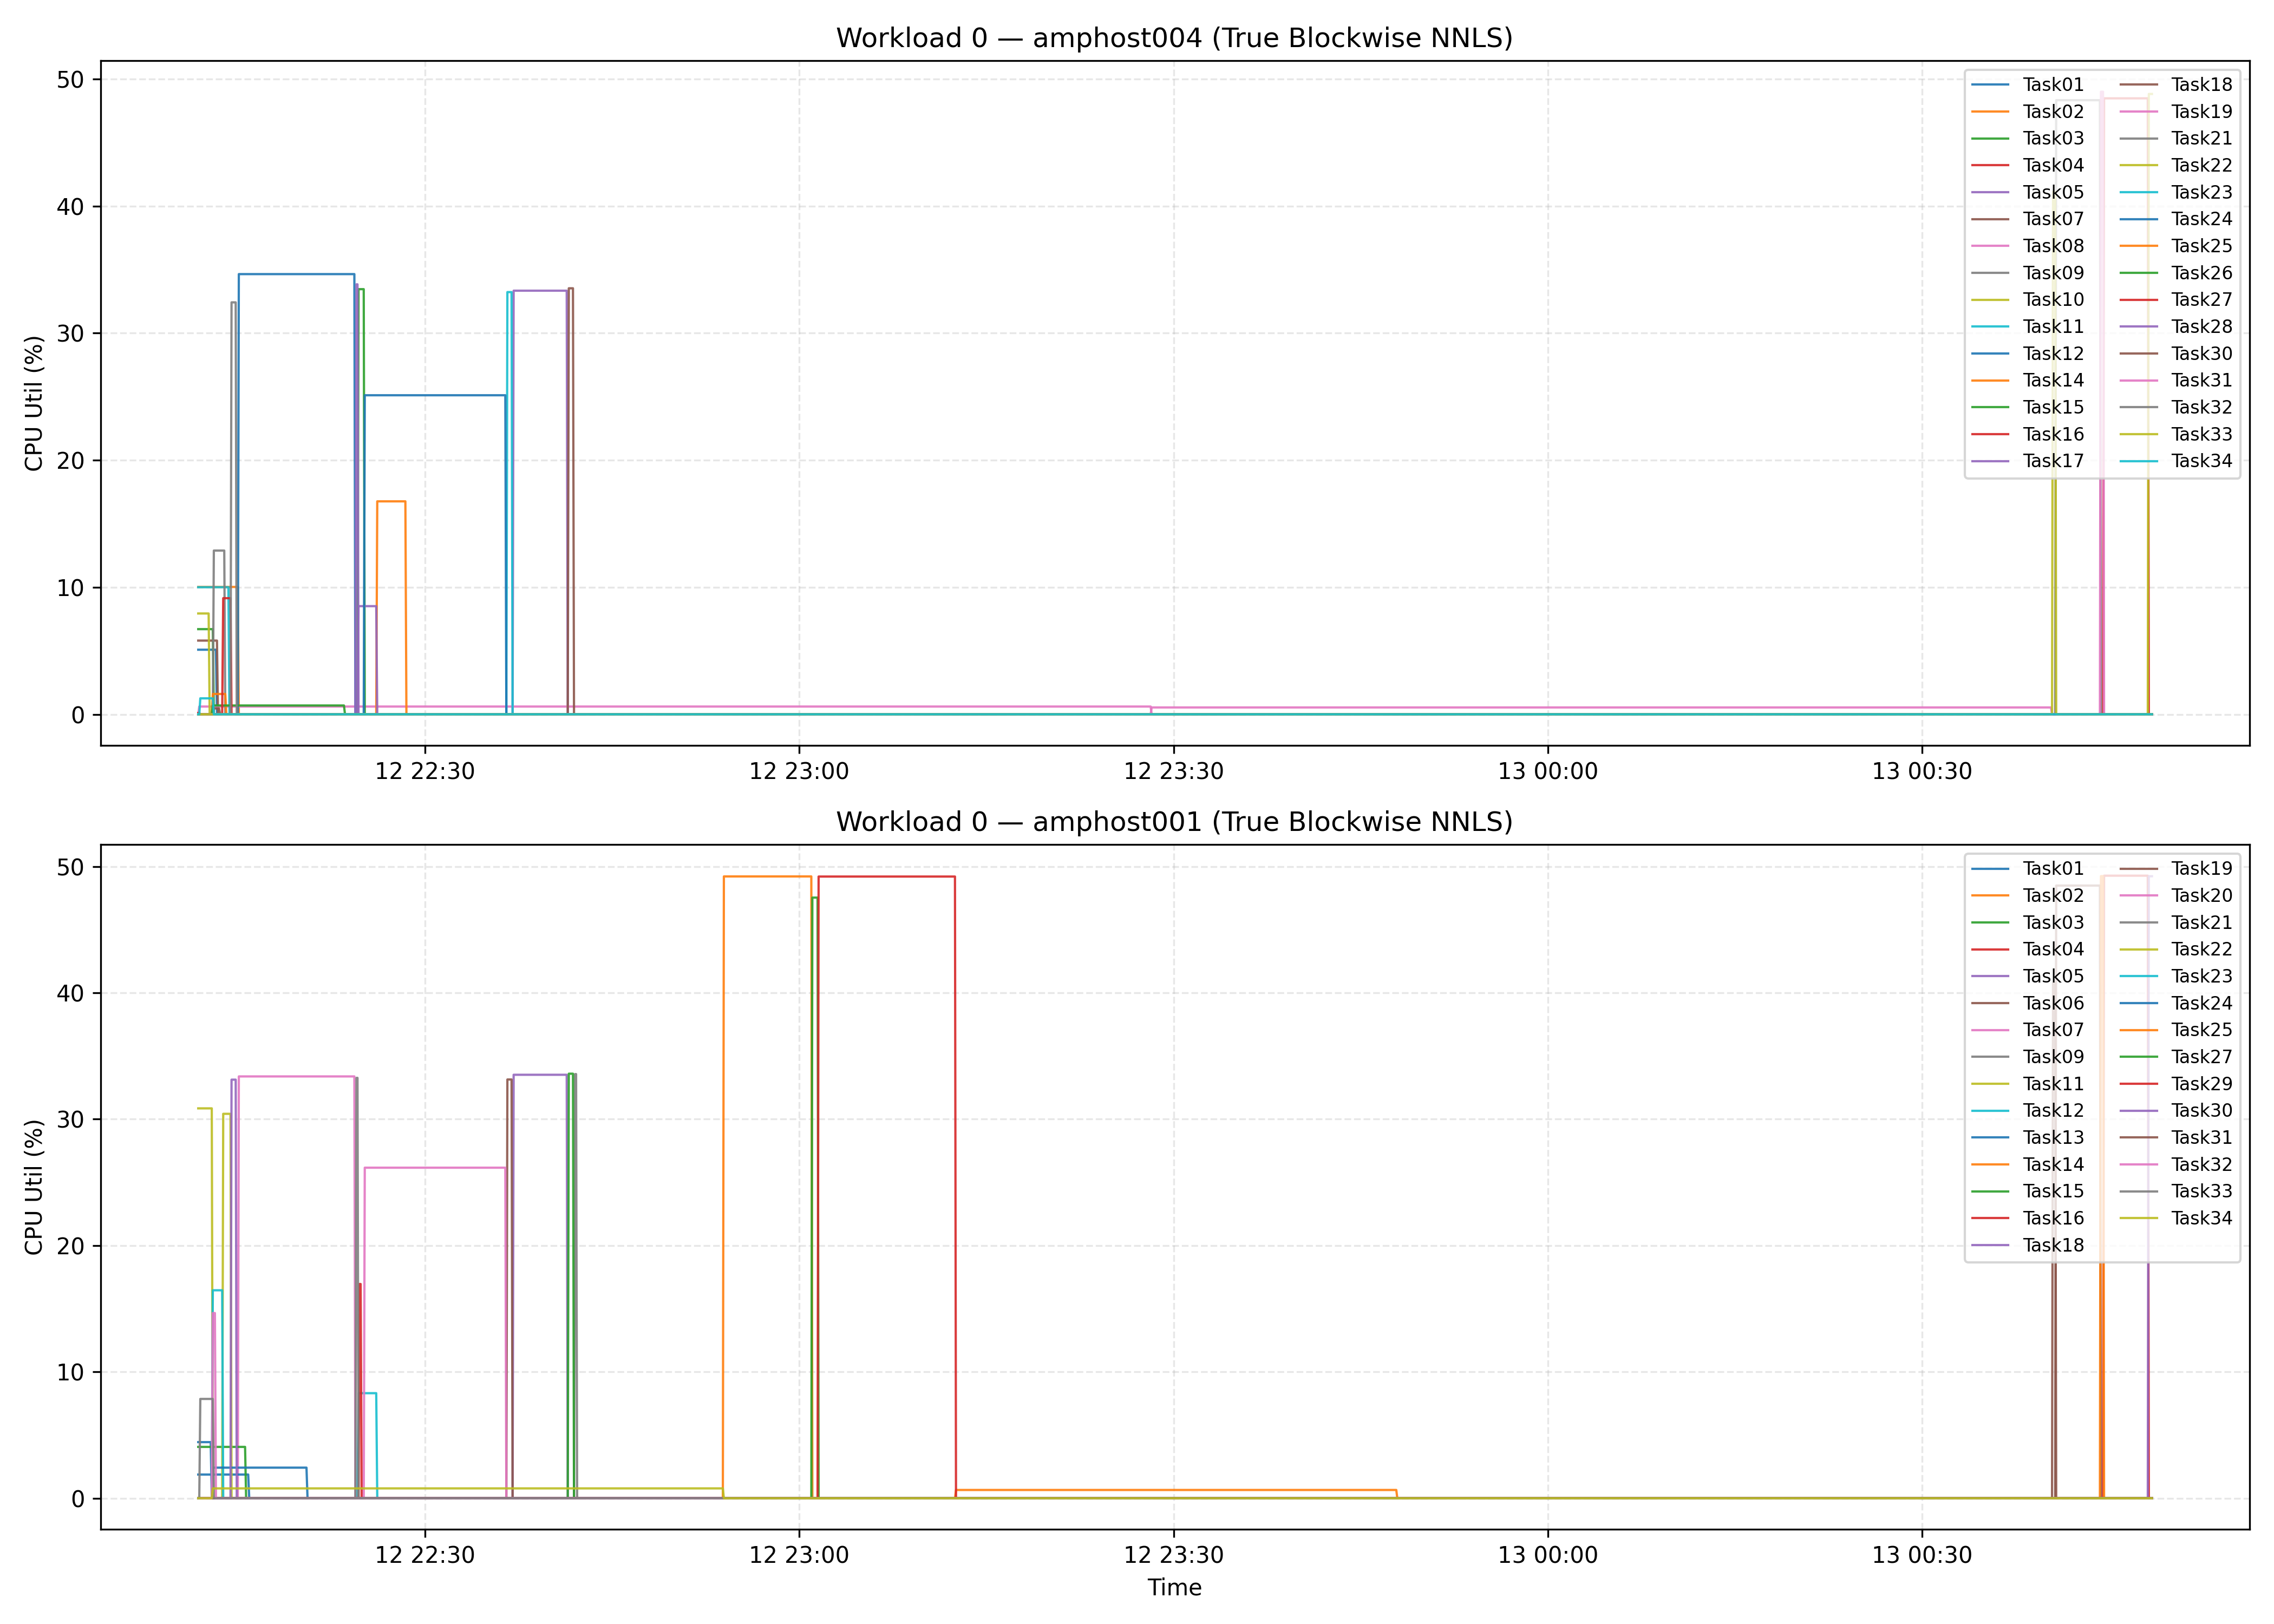 Workload 0 — amphost004 (True Blockwise NNLS)
CPU Util (%)
50
40
30
20
10
0
12 22:30
12 23:00
12 23:30
13 00:00
13 00:30
Task01
Task02
Task03
Task04
Task05
Task07
Task08
Task09
Task10
Task11
Task12
Task14
Task15
Task16
Task17
Task18
Task19
Task21
Task22
Task23
Task24
Task25
Task26
Task27
Task28
Task30
Task31
Task32
Task33
Task34
Workload 0 — amphost001 (True Blockwise NNLS)
CPU Util (%)
50
40
30
20
10
0
12 22:30
12 23:00
12 23:30
13 00:00
13 00:30
Time
Task01
Task02
Task03
Task04
Task05
Task06
Task07
Task09
Task11
Task12
Task13
Task14
Task15
Task16
Task18
Task19
Task20
Task21
Task22
Task23
Task24
Task25
Task27
Task29
Task30
Task31
Task32
Task33
Task34